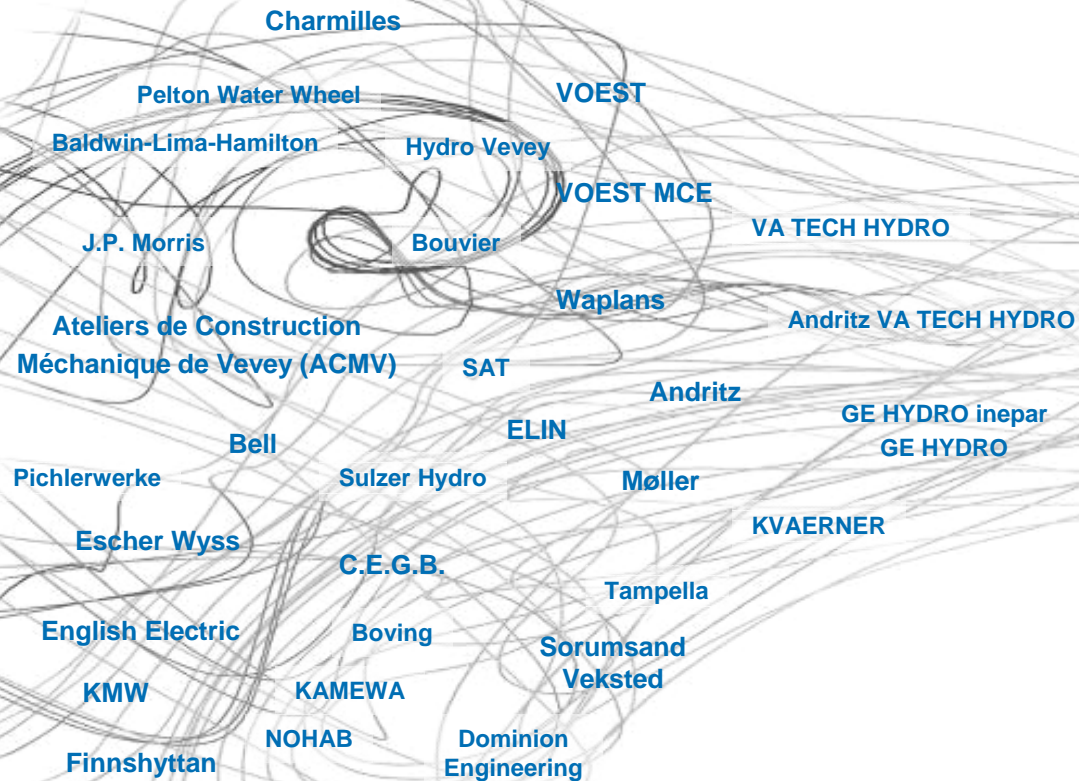 Charmilles
Pelton Water Wheel
VOEST
Baldwin-Lima-Hamilton
Hydro Vevey
VOEST MCE
VA TECH HYDRO
J.P. Morris
Bouvier
Waplans
Andritz VA TECH HYDRO
Ateliers de Construction
Méchanique de Vevey (ACMV)
SAT
Andritz
GE HYDRO inepar
GE HYDRO
ELIN
Bell
Pichlerwerke
Sulzer Hydro
Møller
KVAERNER
Escher Wyss
C.E.G.B.
Tampella
English Electric
Boving
Sorumsand
Veksted
KMW
KAMEWA
NOHAB
Dominion
Engineering
Finnshyttan